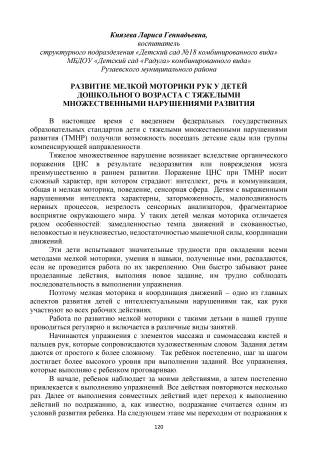 Князева Лариса Геннадьевна,
воспитатель
структурного подразделения «Детский сад №18 комбинированного вида»
МБДОУ «Детский сад «Радуга» комбинированного вида»
Рузаевского муниципального района
РАЗВИТИЕ МЕЛКОЙ МОТОРИКИ РУК У ДЕТЕЙ
ДОШКОЛЬНОГО ВОЗРАСТА С ТЯЖЕЛЫМИ
МНОЖЕСТВЕННЫМИ НАРУШЕНИЯМИ РАЗВИТИЯ
В настоящее время с введением федеральных государственных
образовательных стандартов дети с тяжелыми множественными нарушениями
развития (ТМНР) получили возможность посещать детские сады или группы
компенсирующего вида.
Тяжелое множественное нарушение возникает вследствие органического
поражения ЦНС в результате недоразвития или повреждения мозга
преимущественно в раннем развитии. Поражение ЦНС при ТМНР носит
сложный характер, при котором страдают: интеллект, речь и коммуникация,
общая и мелкая моторика, поведение, сенсорная сфера. Детям с выраженными
нарушениями интеллекта характерны, заторможенность, малоподвижность
нервных процессов, незрелость сенсорных анализаторов, фрагментарное
восприятие окружающего мира. У таких детей мелкая моторика отличается
рядом особенностей: замедленностью темпа движений и скованностью,
неловкостью и неуклюжестью, недостаточностью мышечной силы, координации
движений.
Эти дети испытывают значительные трудности при овладении всеми
методами мелкой моторики, умения и навыки, полученные ими, распадаются,
если не проводится работа по их закреплению. Они быстро забывают ранее
проделанные действия, выполняя новое задание, им трудно соблюдать
последовательность в выполнении упражнения.
Поэтому мелкая моторика и координация движений – одно из главных
аспектов развития детей с интеллектуальными нарушениями так, как руки
участвуют во всех рабочих действиях.
Работа по развитию мелкой моторики с такими детьми в нашей группе
проводиться регулярно и включается в различные виды занятий.
Начинаются упражнения с элементов массажа и самомассажа кистей и
пальцев рук, которые сопровождаются художественным словом. Задания детям
даются от простого к более сложному. Так ребёнок постепенно, шаг за шагом
достигает более высокого уровня при выполнении заданий. Все упражнения,
которые выполняю с ребенком проговариваю.
В начале, ребенок наблюдает за моими действиями, а затем постепенно
привлекается к выполнению упражнений. Все действия повторяются несколько
раз. Далее от выполнения совместных действий идет переход к выполнению
действий по подражанию, а как, известно, подражание считается одним из
условий развития ребенка. На следующем этапе мы переходим от подражания к
120